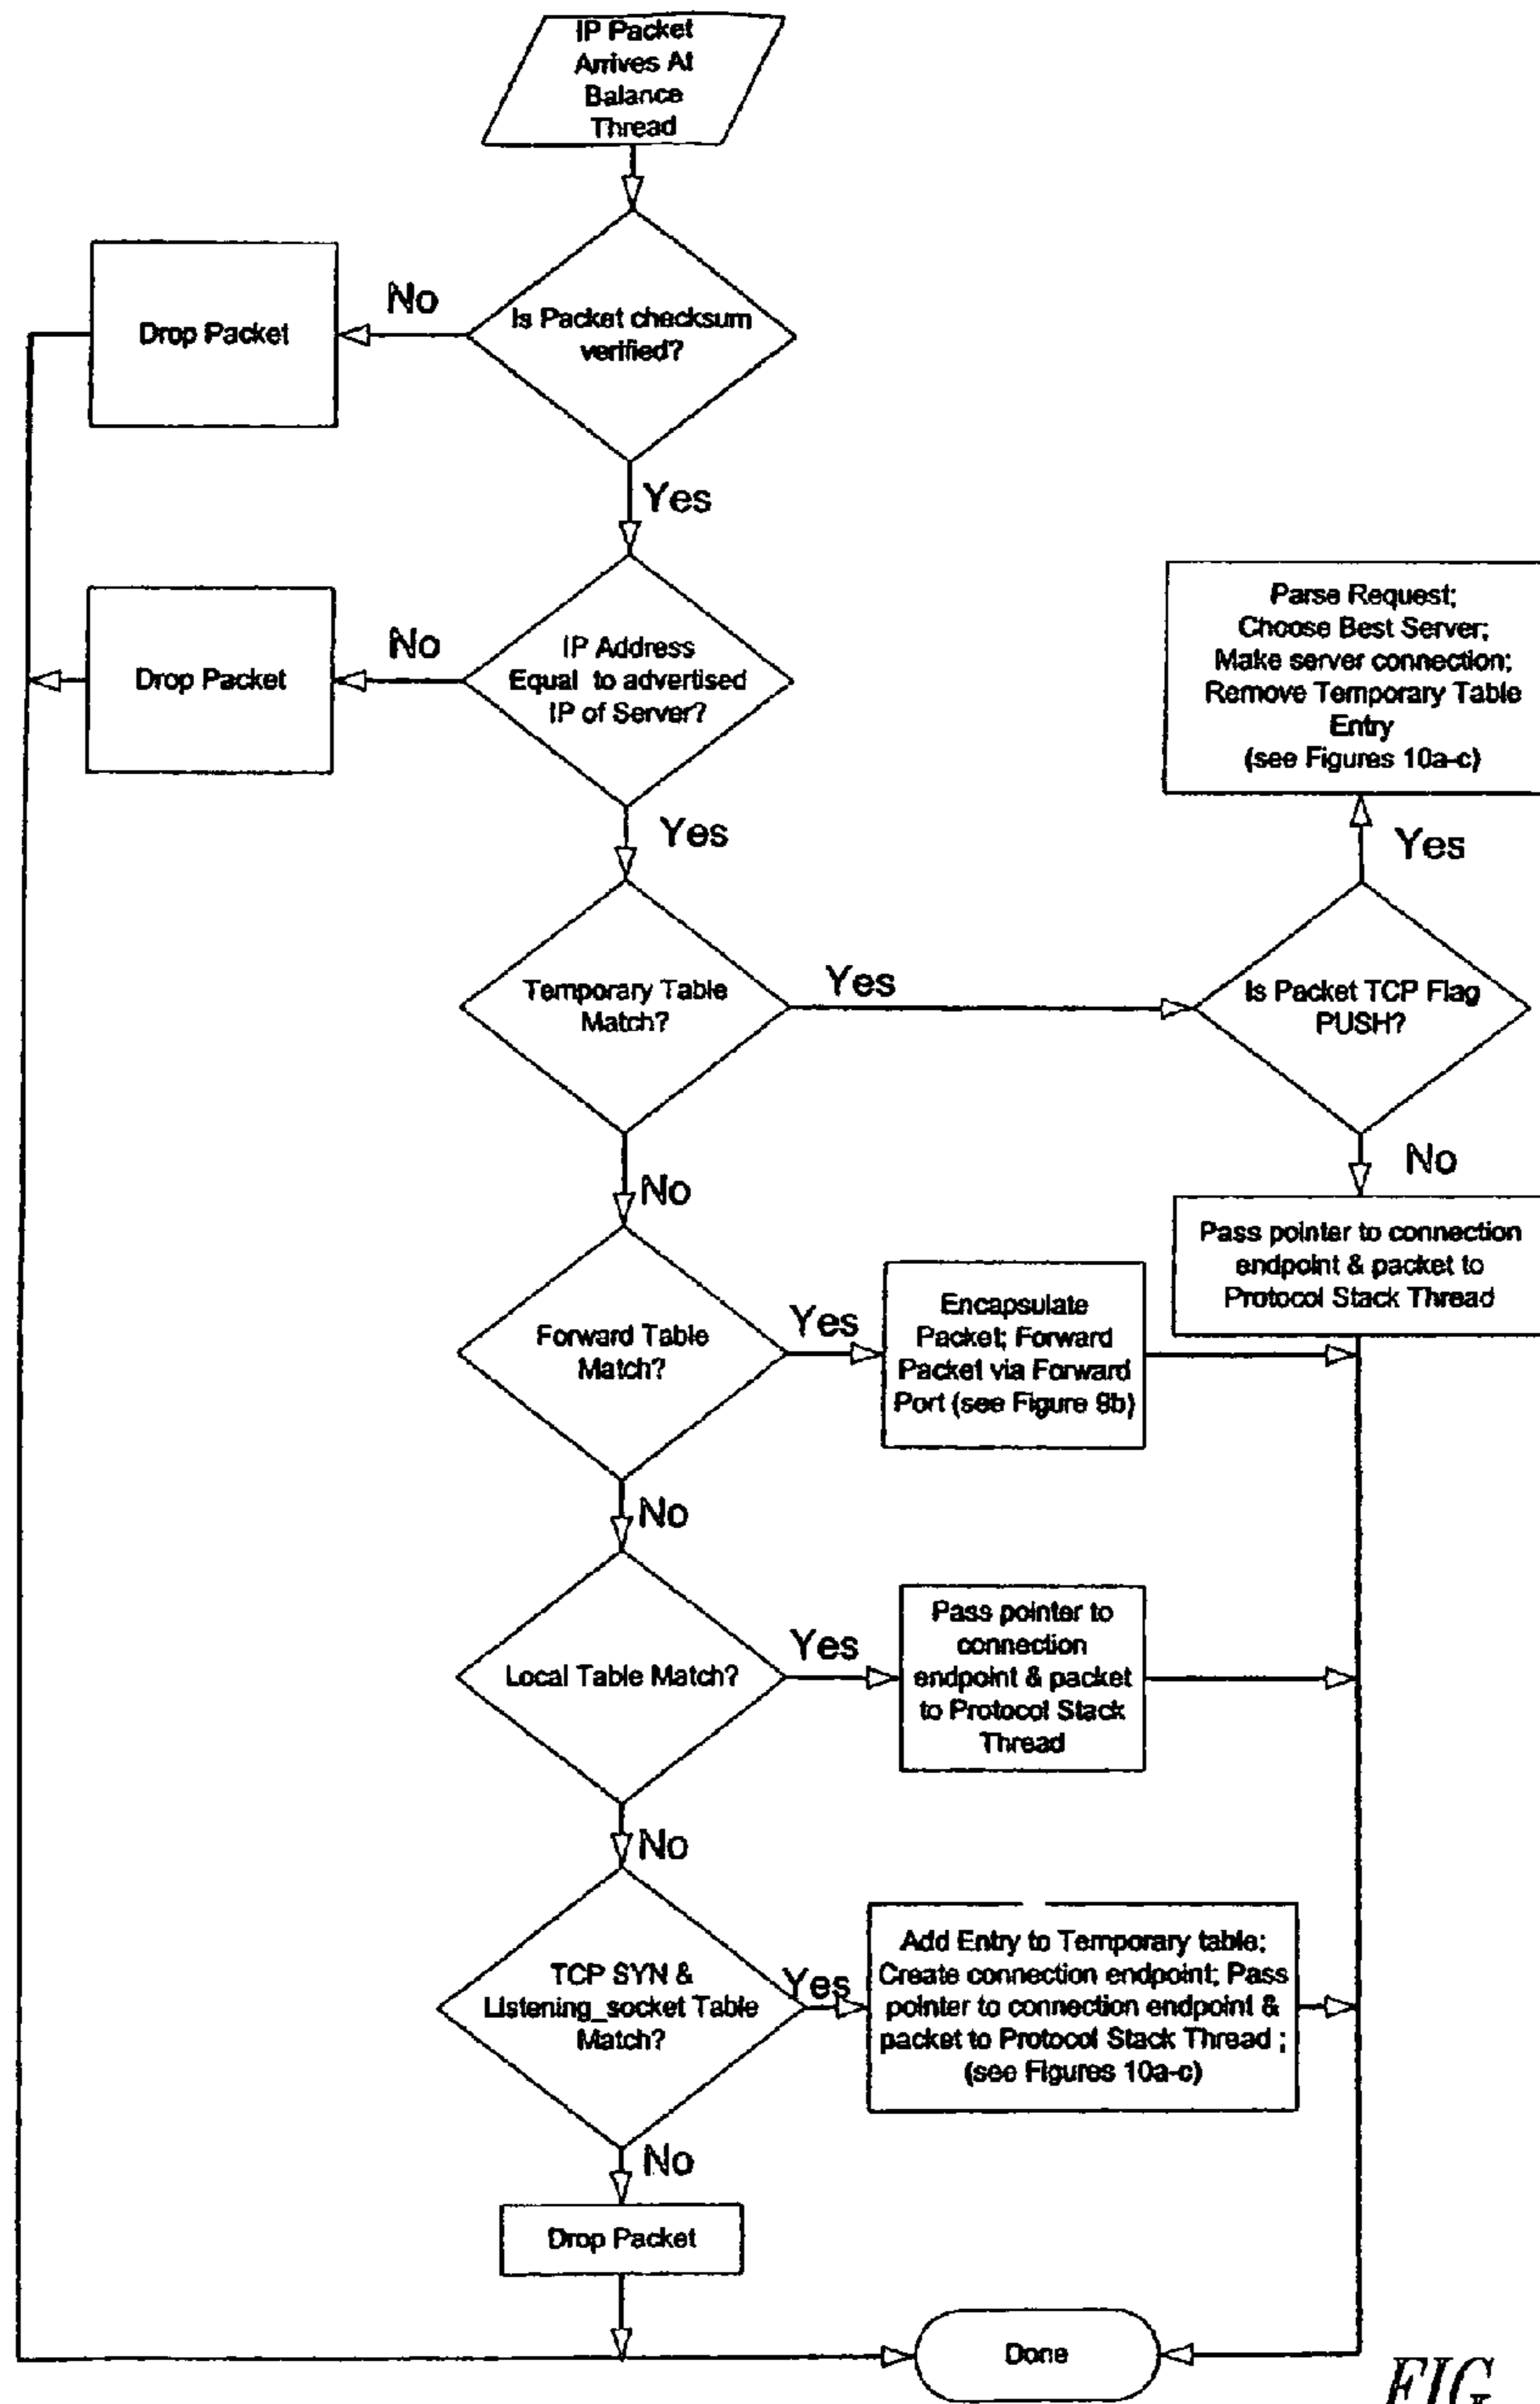 IP Packet
Arrives At
Balance
Thread
No
Drop Packet
Is Packet checksum
verified?
Yes
No
Drop Packet
IP Address
Equal to advertised
IP of Server?
Parse Request;
Choose Best Server;
Make server connection;
Remove Temporary Table
Entry
(see Figures 10a-c)
Yes
Yes
Temporary Table
Match?
Yes
Is Packet TCP Flag
PUSH?
No
No
Pass pointer to connection
endpoint & packet to
Protocol Stack Thread
Forward Table
Match?
Yes
Encapsulate
Packet; Forward
Packet via Forward
Port (see Figure 9b)
No
Local Table Match?
Yes
Pass pointer to
connection
endpoint & packet
to Protocol Stack
Thread
No
TCP SYN &
Listening_socket Table
Match?
Yes
Add Entry to Temporary table;
Create connection endpoint; Pass
pointer to connection endpoint &
packet to Protocol Stack Thread ;
(see Figures 10a-c)
No
Drop Packet
Done
FIG